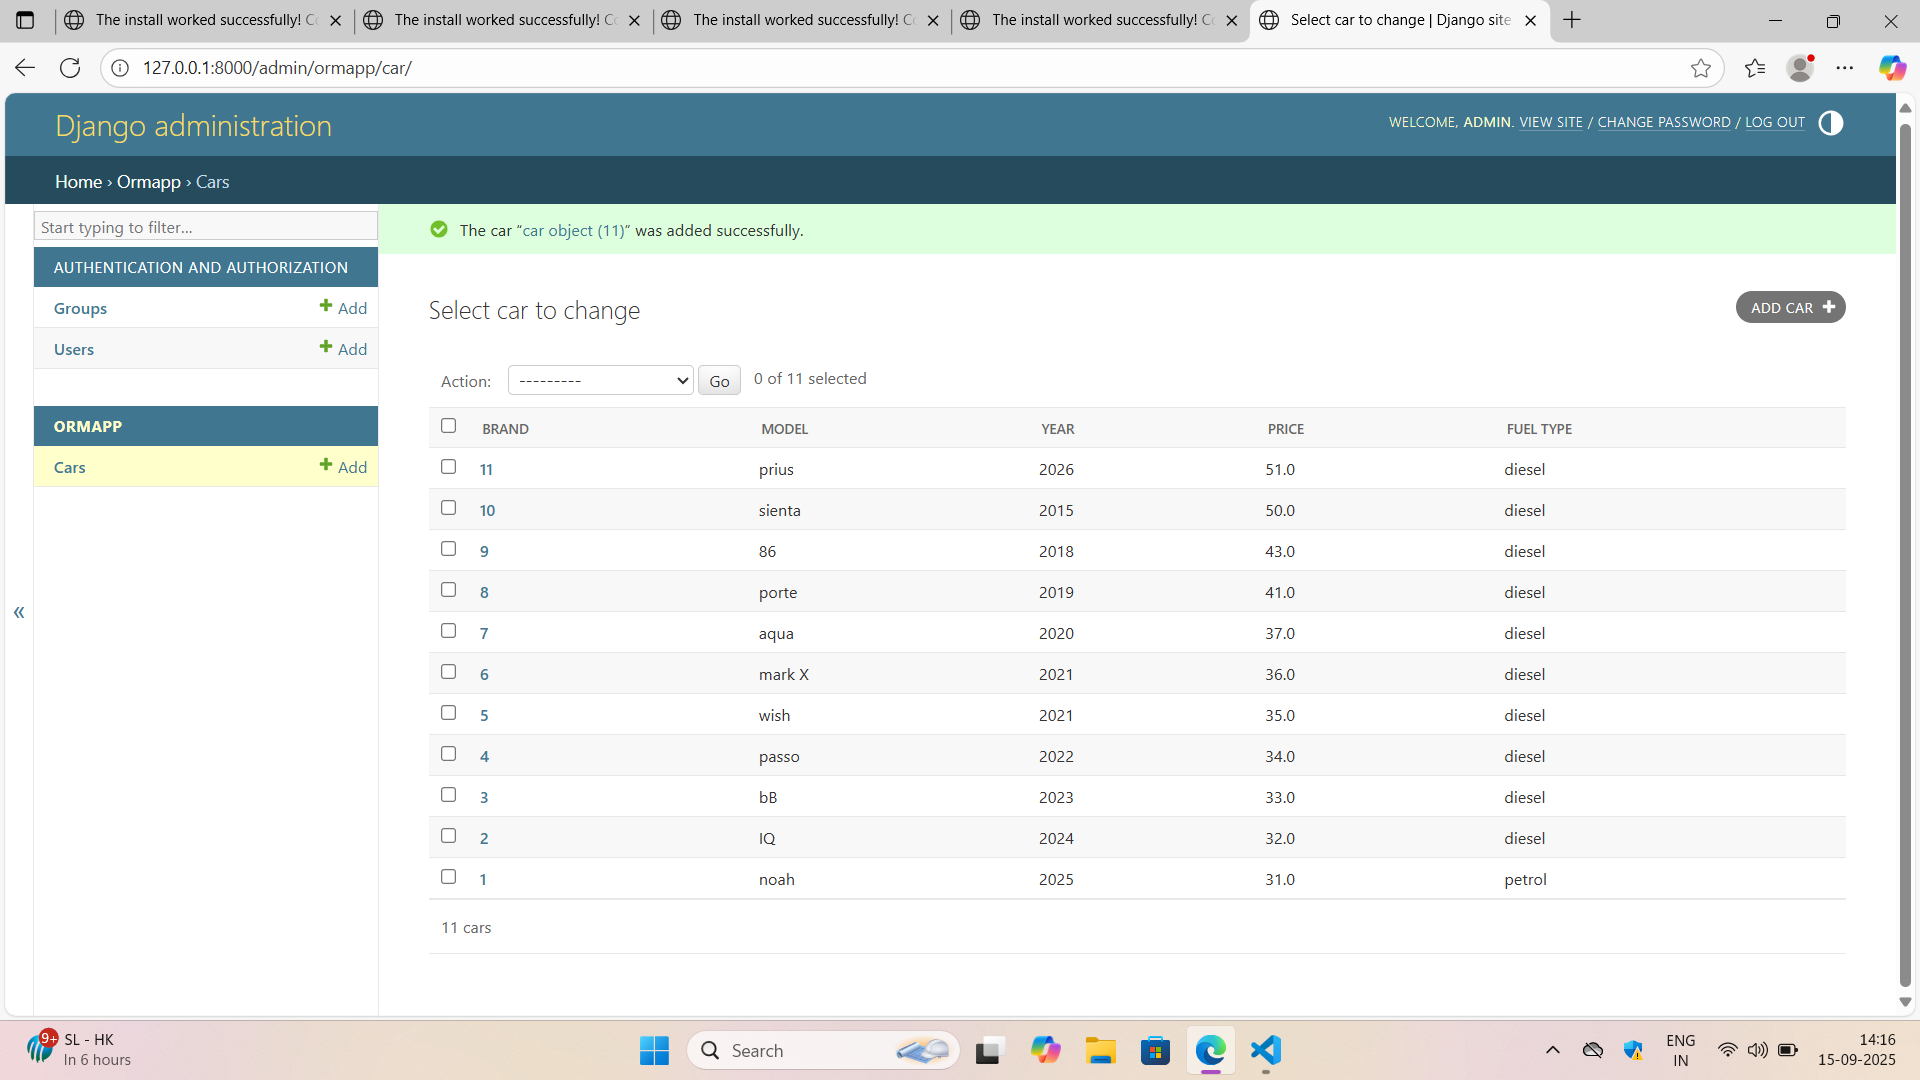 The install worked successfully! Co
The install worked successfully! Co
The install worked successfully! Co
The install worked successfully! Co
Select car to change | Django site
127.0.0.1:8000/admin/ormapp/car/
Django administration
WELCOME, ADMIN. VIEW SITE / CHANGE PASSWORD / LOG OUT
Home › Ormapp › Cars
Start typing to filter...
AUTHENTICATION AND AUTHORIZATION
Groups + Add
Users + Add
ORMAPP
Cars + Add
«
The car “car object (11)” was added successfully.
Select car to change
ADD CAR +
Action: --------- Go 0 of 11 selected
BRAND MODEL YEAR PRICE FUEL TYPE
11 prius 2026 51.0 diesel
10 sienta 2015 50.0 diesel
9 86 2018 43.0 diesel
8 porte 2019 41.0 diesel
7 aqua 2020 37.0 diesel
6 mark X 2021 36.0 diesel
5 wish 2021 35.0 diesel
4 passo 2022 34.0 diesel
3 bB 2023 33.0 diesel
2 IQ 2024 32.0 diesel
1 noah 2025 31.0 petrol
11 cars
9+
SL - HK
In 6 hours
Search
ENG
IN
14:16
15-09-2025